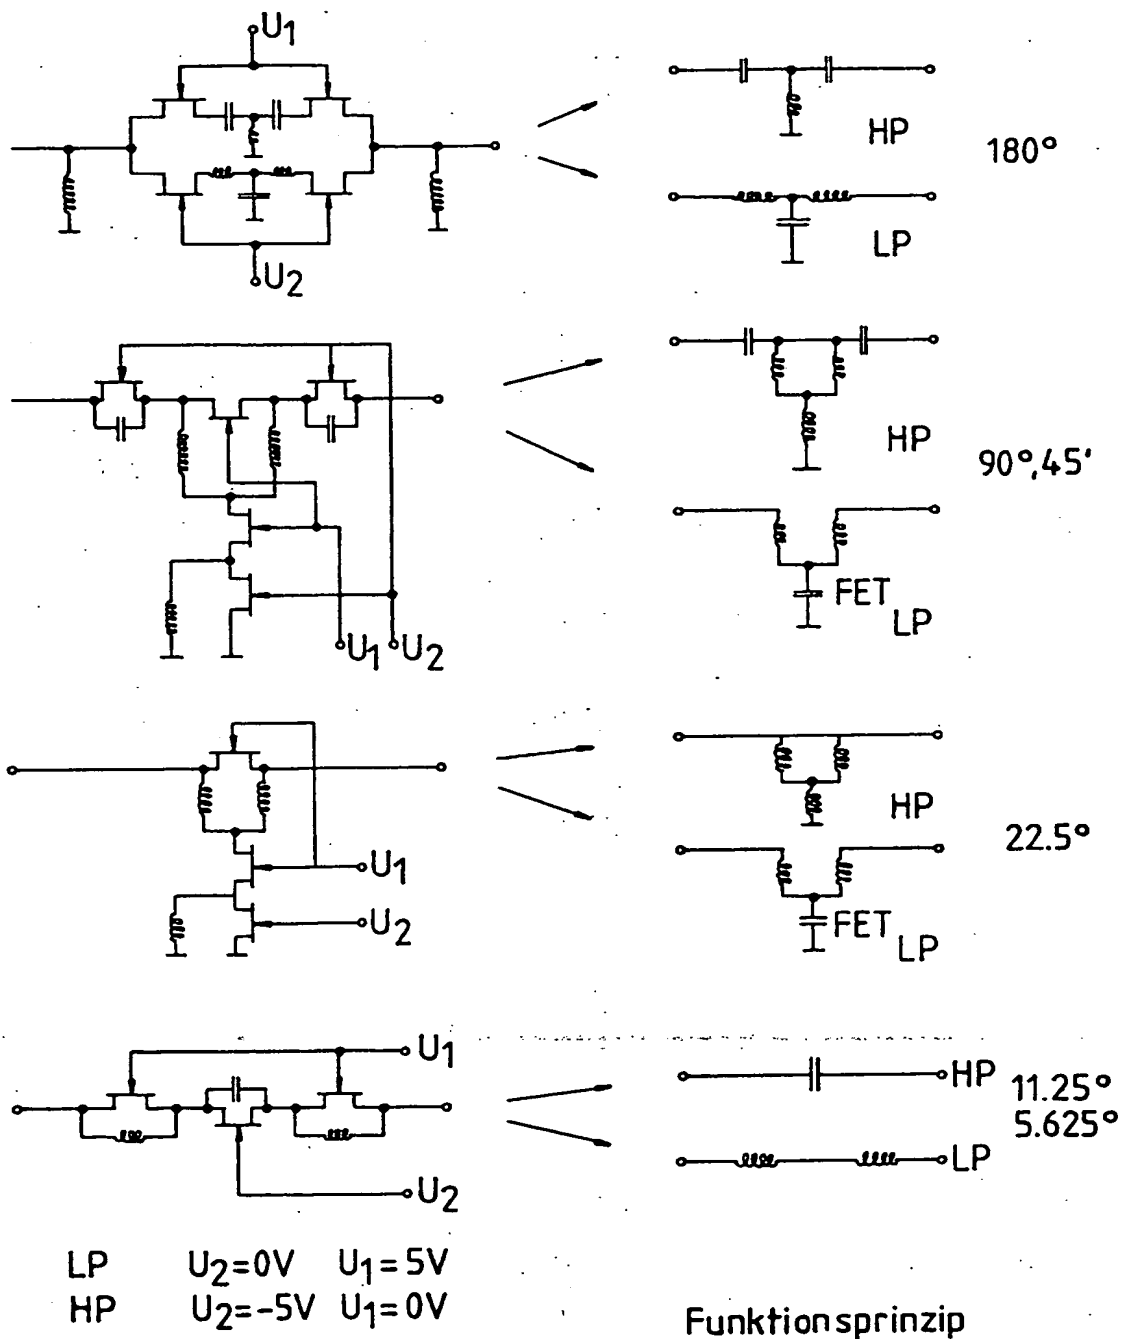 U1
HP
180°
LP
U2
HP
90°,45'
FET
LP
U1 U2
HP
22.5°
U1
FET
U2
LP
U1
HP
11.25°
5.625°
LP
U2
LP U2=0V U1=5V
HP U2=-5V U1=0V
Funktionsprinzip